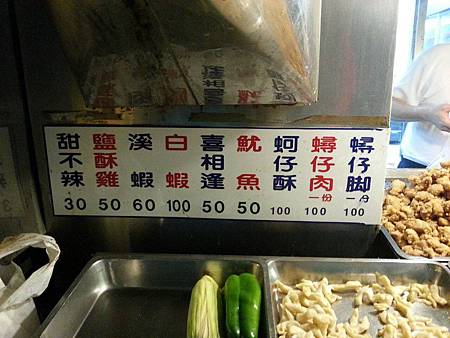 甜不辣 30
鹽酥雞 50
溪蝦 60
白蝦 100
喜相逢 50
魷魚 50
蚵仔酥 100
蟳仔肉 一份 100
蟳仔脚 一份 100